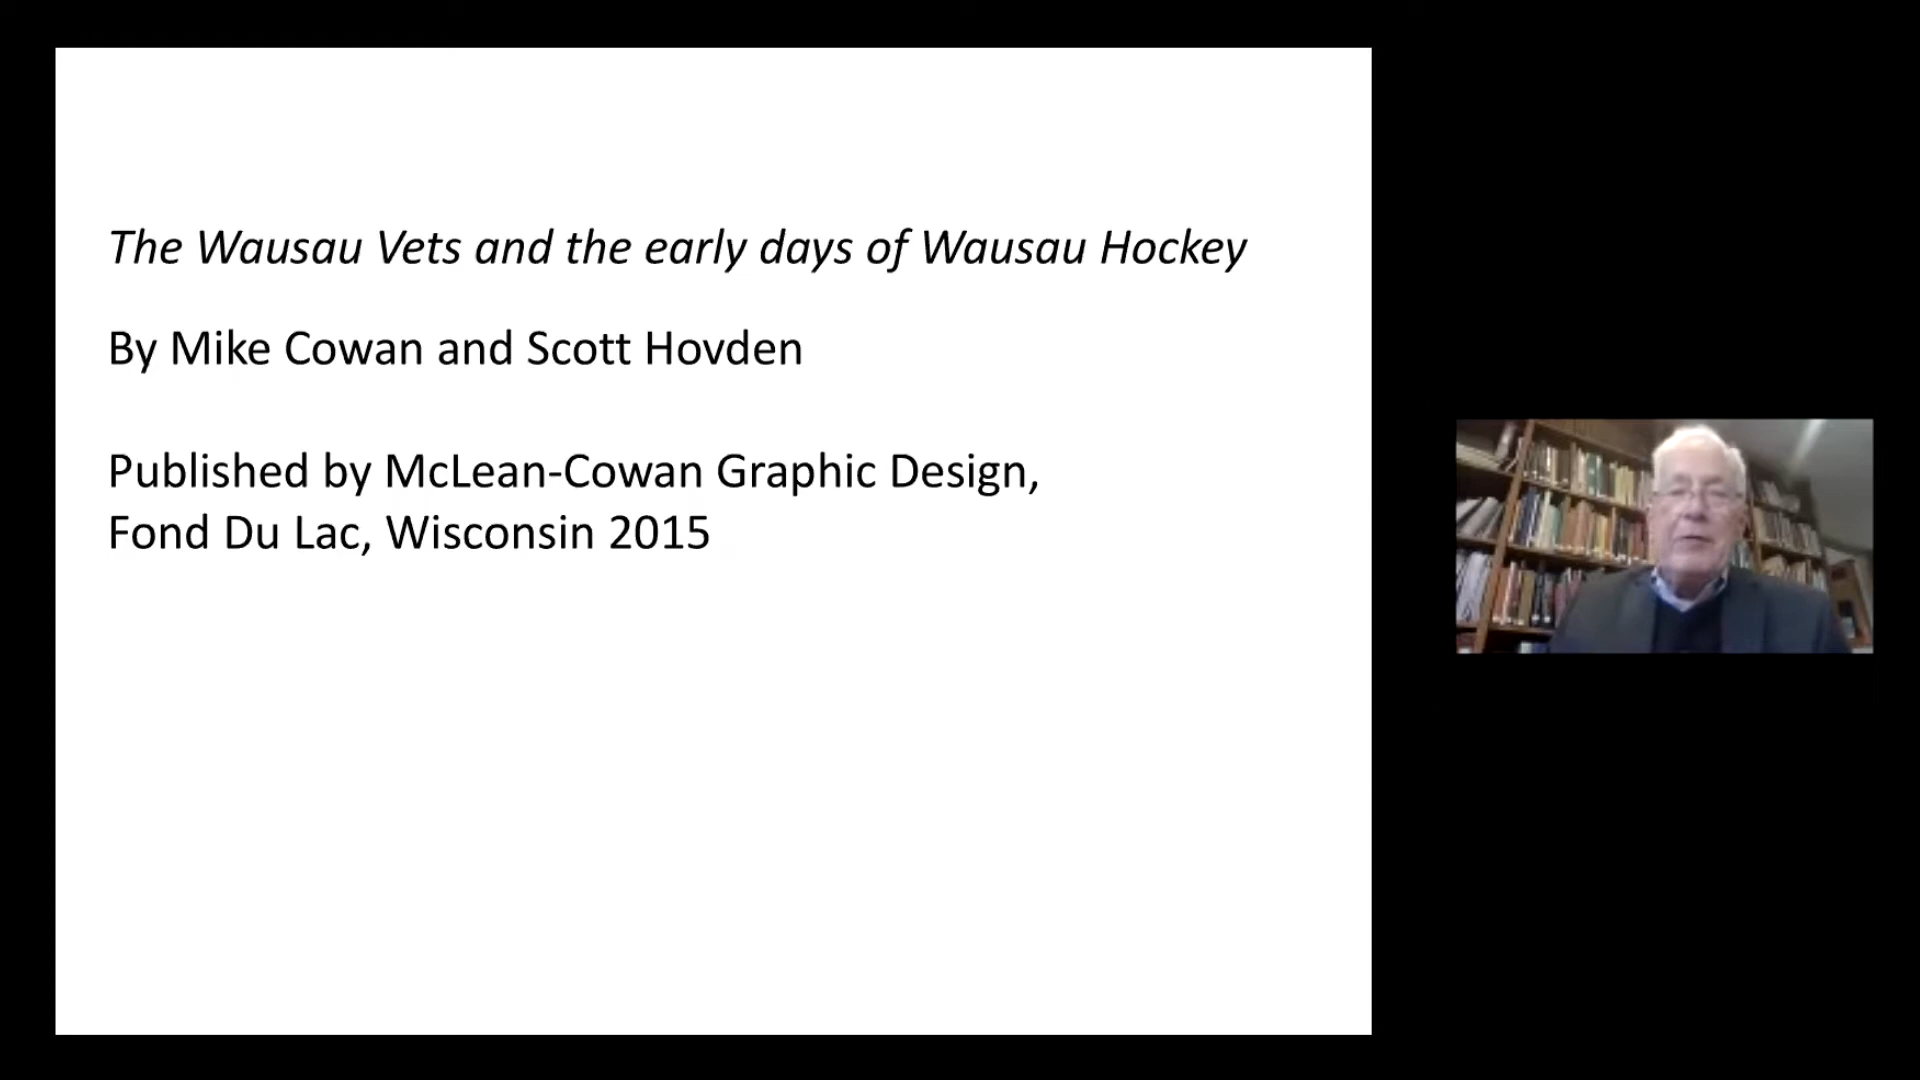 The Wausau Vets and the early days of Wausau Hockey
By Mike Cowan and Scott Hovden
Published by McLean-Cowan Graphic Design,
Fond Du Lac, Wisconsin 2015